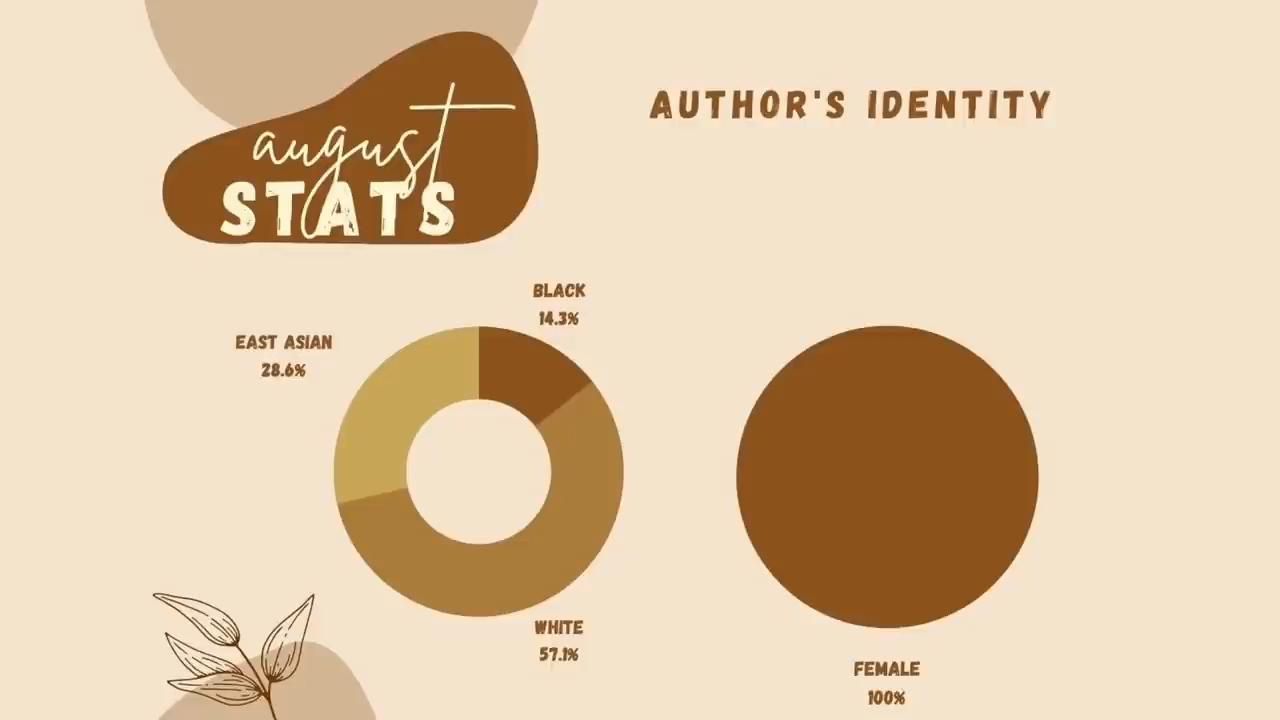 august
STATS
AUTHOR'S IDENTITY
BLACK
14.3%
EAST ASIAN
28.6%
WHITE
57.1%
FEMALE
100%